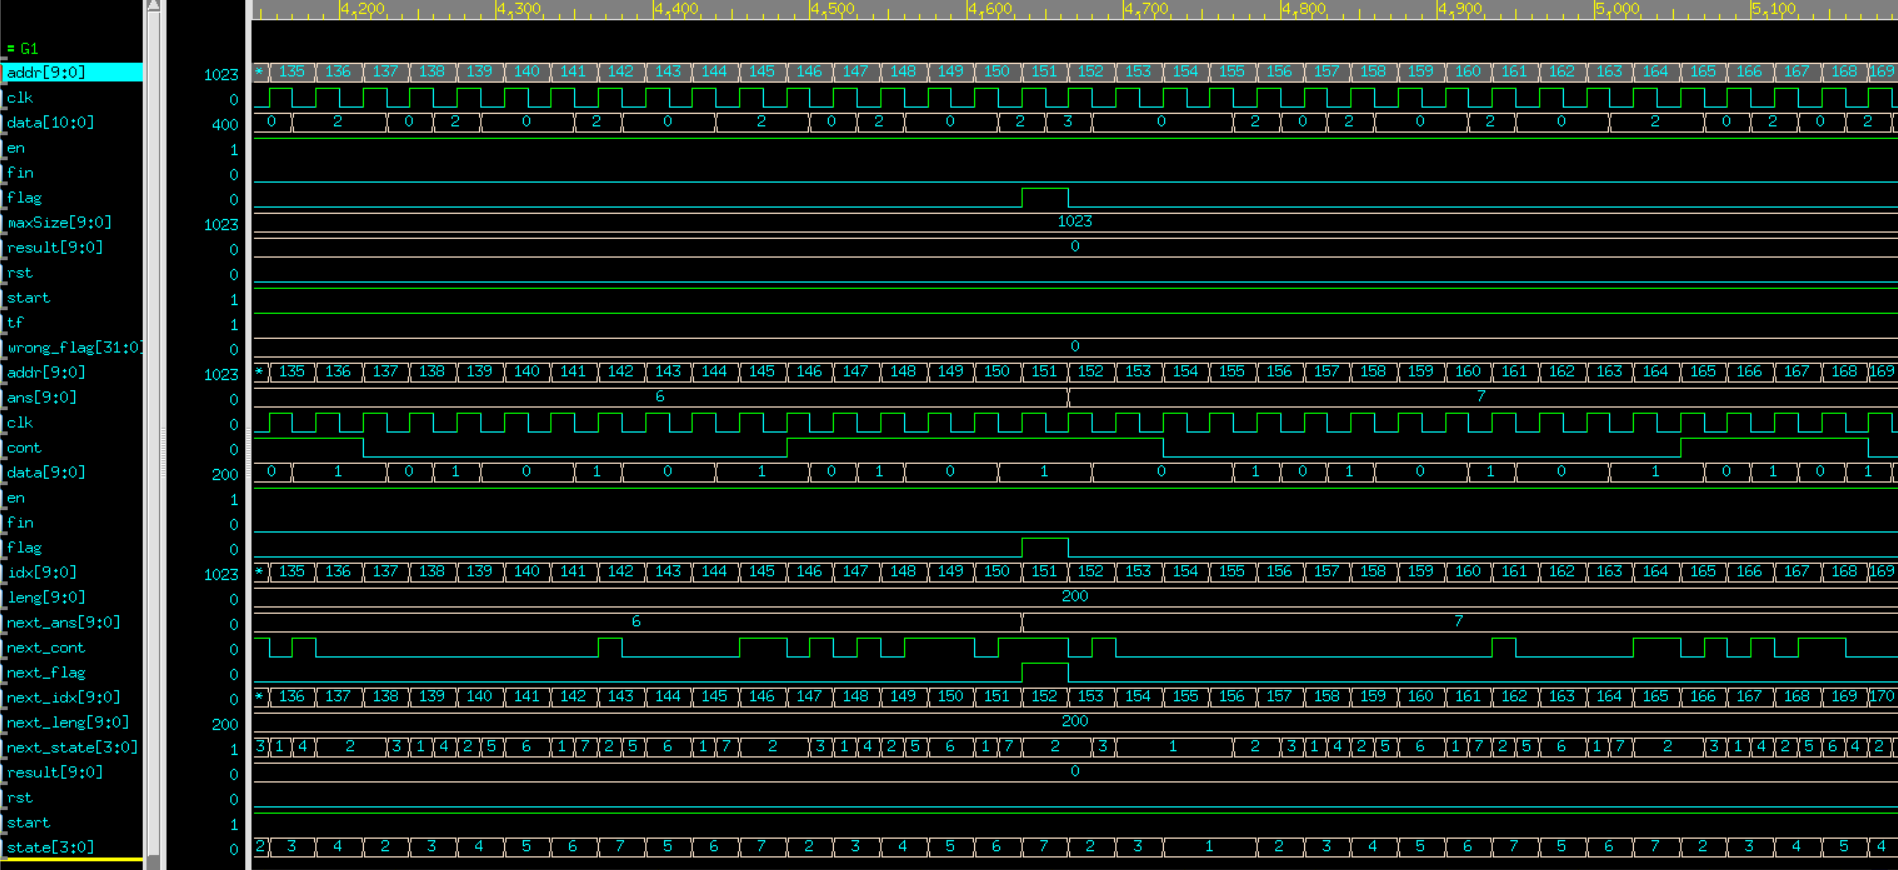 4,200 4,300 4,400 4,500 4,600 4,700 4,800 4,900 5,000 5,100
= G1
addr[9:0] 1023 * 135 136 137 138 139 140 141 142 143 144 145 146 147 148 149 150 151 152 153 154 155 156 157 158 159 160 161 162 163 164 165 166 167 168 169
clk 0
data[10:0] 400 0 2 0 2 0 2 0 2 0 2 0 2 3 0 2 0 2 0 2 0 2 0 2 0 2
en 1
fin 0
flag 0
maxSize[9:0] 1023 1023
result[9:0] 0 0
rst 0
start 1
tf 1
wrong_flag[31:0] 0 0
addr[9:0] 1023 * 135 136 137 138 139 140 141 142 143 144 145 146 147 148 149 150 151 152 153 154 155 156 157 158 159 160 161 162 163 164 165 166 167 168 169
ans[9:0] 0 6 7
clk 0
cont 0
data[9:0] 200 0 1 0 1 0 1 0 1 0 1 0 1 0 1 0 1 0 1 0 1 0 1 0 1
en 1
fin 0
flag 0
idx[9:0] 1023 * 135 136 137 138 139 140 141 142 143 144 145 146 147 148 149 150 151 152 153 154 155 156 157 158 159 160 161 162 163 164 165 166 167 168 169
leng[9:0] 0 200
next_ans[9:0] 0 6 7
next_cont 0
next_flag 0
next_idx[9:0] 0 * 136 137 138 139 140 141 142 143 144 145 146 147 148 149 150 151 152 153 154 155 156 157 158 159 160 161 162 163 164 165 166 167 168 169 170
next_leng[9:0] 200 200
next_state[3:0] 1 3 1 4 2 3 1 4 2 5 6 1 7 2 5 6 1 7 2 3 1 4 2 5 6 1 7 2 3 1 2 3 1 4 2 5 6 1 7 2 5 6 1 7 2 3 1 4 2 5 6 4 2
result[9:0] 0 0
rst 0
start 1
state[3:0] 0 2 3 4 2 3 4 5 6 7 5 6 7 2 3 4 5 6 7 2 3 1 2 3 4 5 6 7 5 6 7 2 3 4 5 4